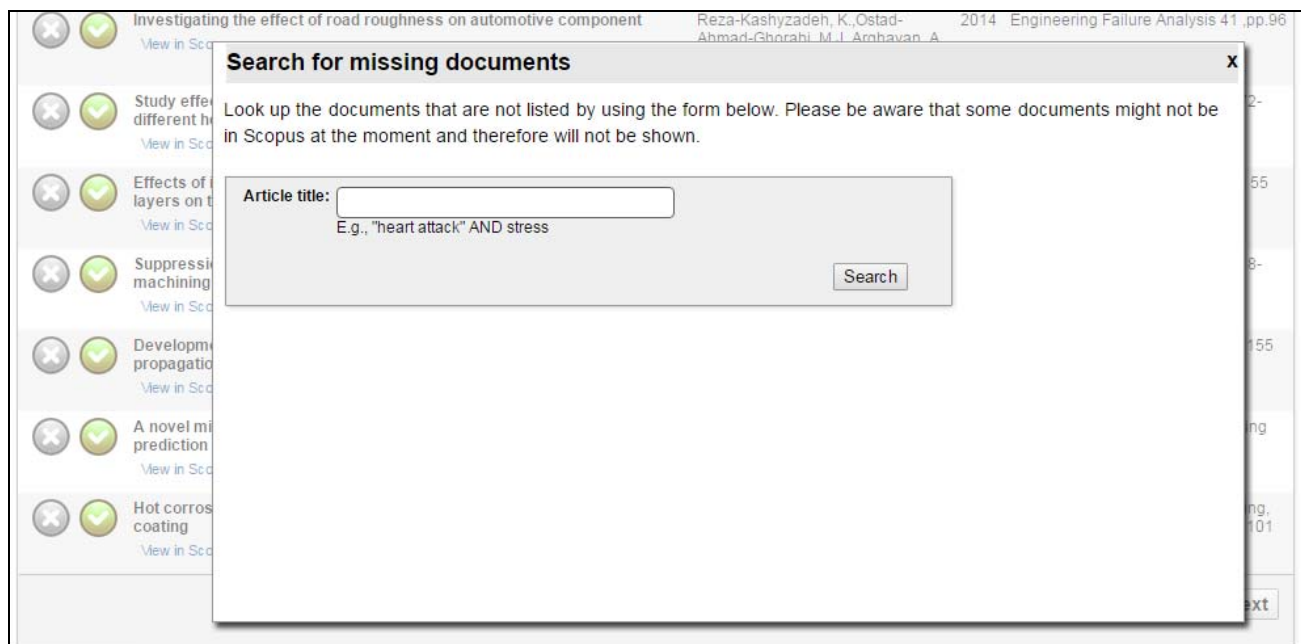 Investigating the effect of road roughness on automotive component Reza-Kashyzadeh, K.,Ostad- 2014 Engineering Failure Analysis 41 ,pp.96
Ahmad-Ghorabi, M.J.,Arghavan, A.
View in Sco
Search for missing documents x
Look up the documents that are not listed by using the form below. Please be aware that some documents might not be
in Scopus at the moment and therefore will not be shown.
Study effe 2-
different h
View in Sco
Effects of i 55
layers on t
View in Sco
Article title:
E.g., "heart attack" AND stress
Search
Suppressi 8-
machining
View in Sco
Developm 155
propagatio
View in Sco
A novel mi ing
prediction
View in Sco
Hot corros ng,
coating 101
View in Sco
ext